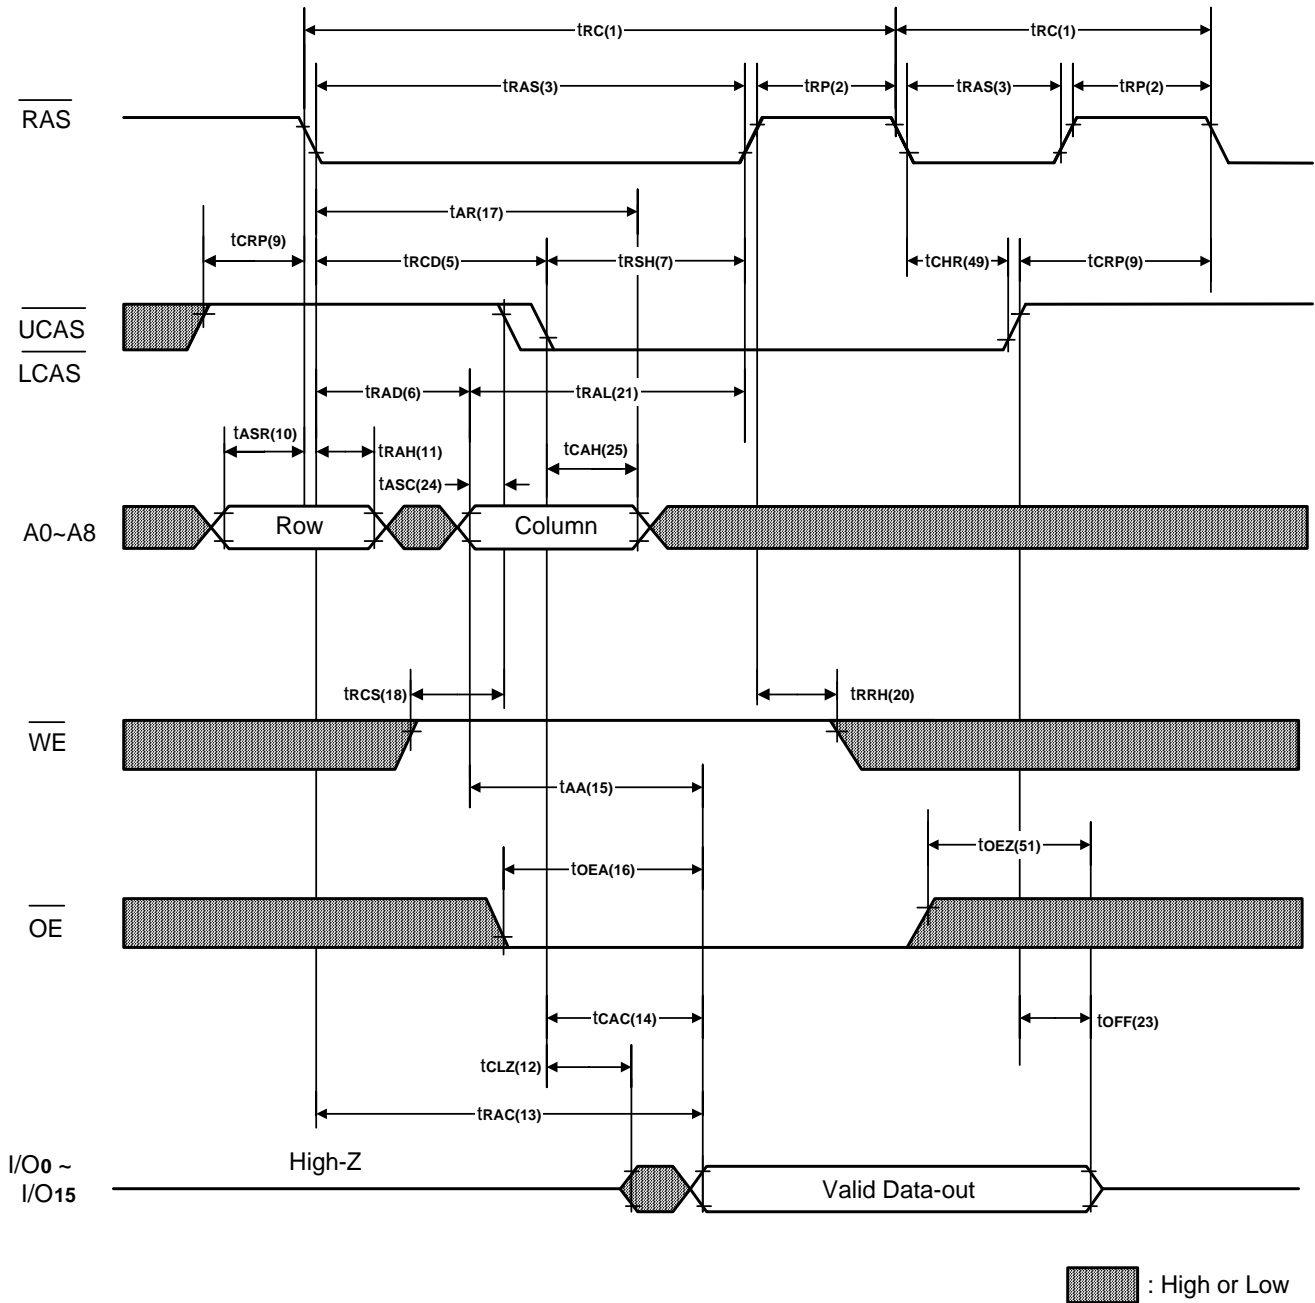 tRC(1) tRC(1)
tRAS(3) tRP(2) tRAS(3) tRP(2)
RAS
tAR(17)
tCRP(9) tRCD(5) tRSH(7) tCHR(49) tCRP(9)
UCAS
LCAS
tRAD(6) tRAL(21)
tASR(10) tRAH(11) tCAH(25)
tASC(24)
A0~A8 Row Column
tRCS(18) tRRH(20)
WE
tAA(15)
tOEZ(51)
tOEA(16)
OE
tCAC(14) tOFF(23)
tCLZ(12)
tRAC(13)
I/O0 ~ High-Z
I/O15 Valid Data-out
: High or Low